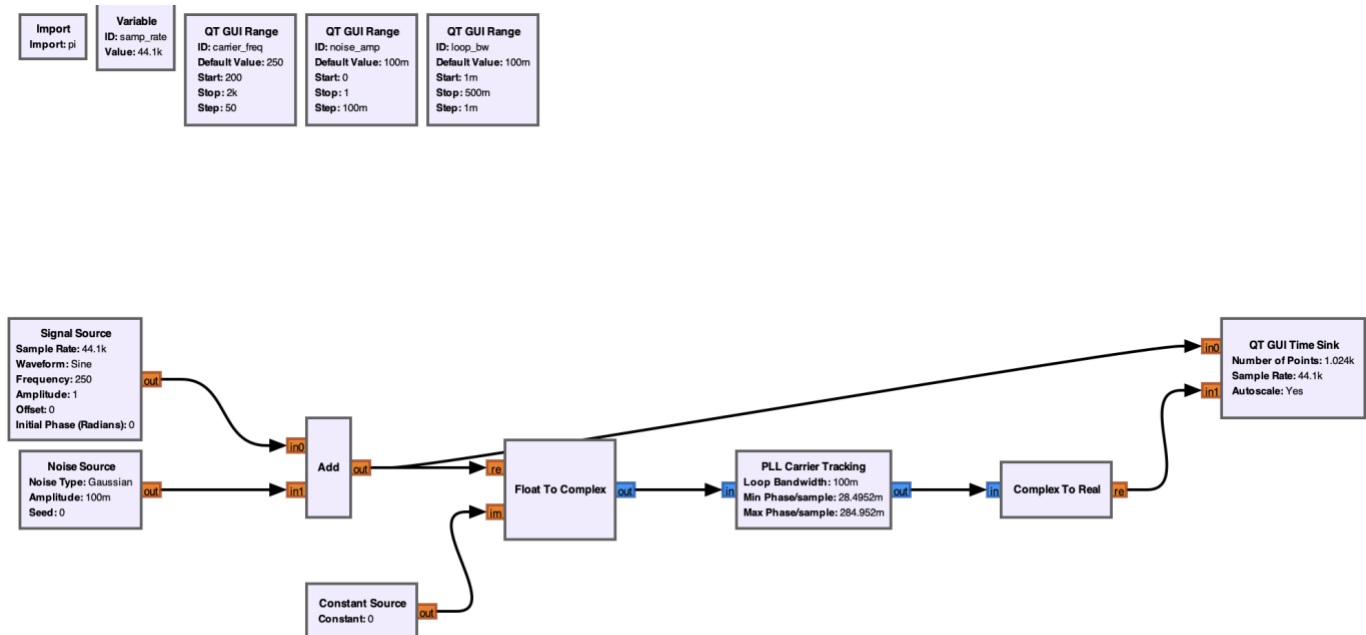 Import
Import: pi
Variable
ID: samp_rate
Value: 44.1k
QT GUI Range
ID: carrier_freq
Default Value: 250
Start: 200
Stop: 2k
Step: 50
QT GUI Range
ID: noise_amp
Default Value: 100m
Start: 0
Stop: 1
Step: 100m
QT GUI Range
ID: loop_bw
Default Value: 100m
Start: 1m
Stop: 500m
Step: 1m
Signal Source
Sample Rate: 44.1k
Waveform: Sine
Frequency: 250
Amplitude: 1
Offset: 0
Initial Phase (Radians): 0
out
Noise Source
Noise Type: Gaussian
Amplitude: 100m
Seed: 0
out
in0
in1
Add
out
Constant Source
Constant: 0
out
re
im
Float To Complex
out
in
PLL Carrier Tracking
Loop Bandwidth: 100m
Min Phase/sample: 28.4952m
Max Phase/sample: 284.952m
out
in
Complex To Real
re
in0
in1
QT GUI Time Sink
Number of Points: 1.024k
Sample Rate: 44.1k
Autoscale: Yes